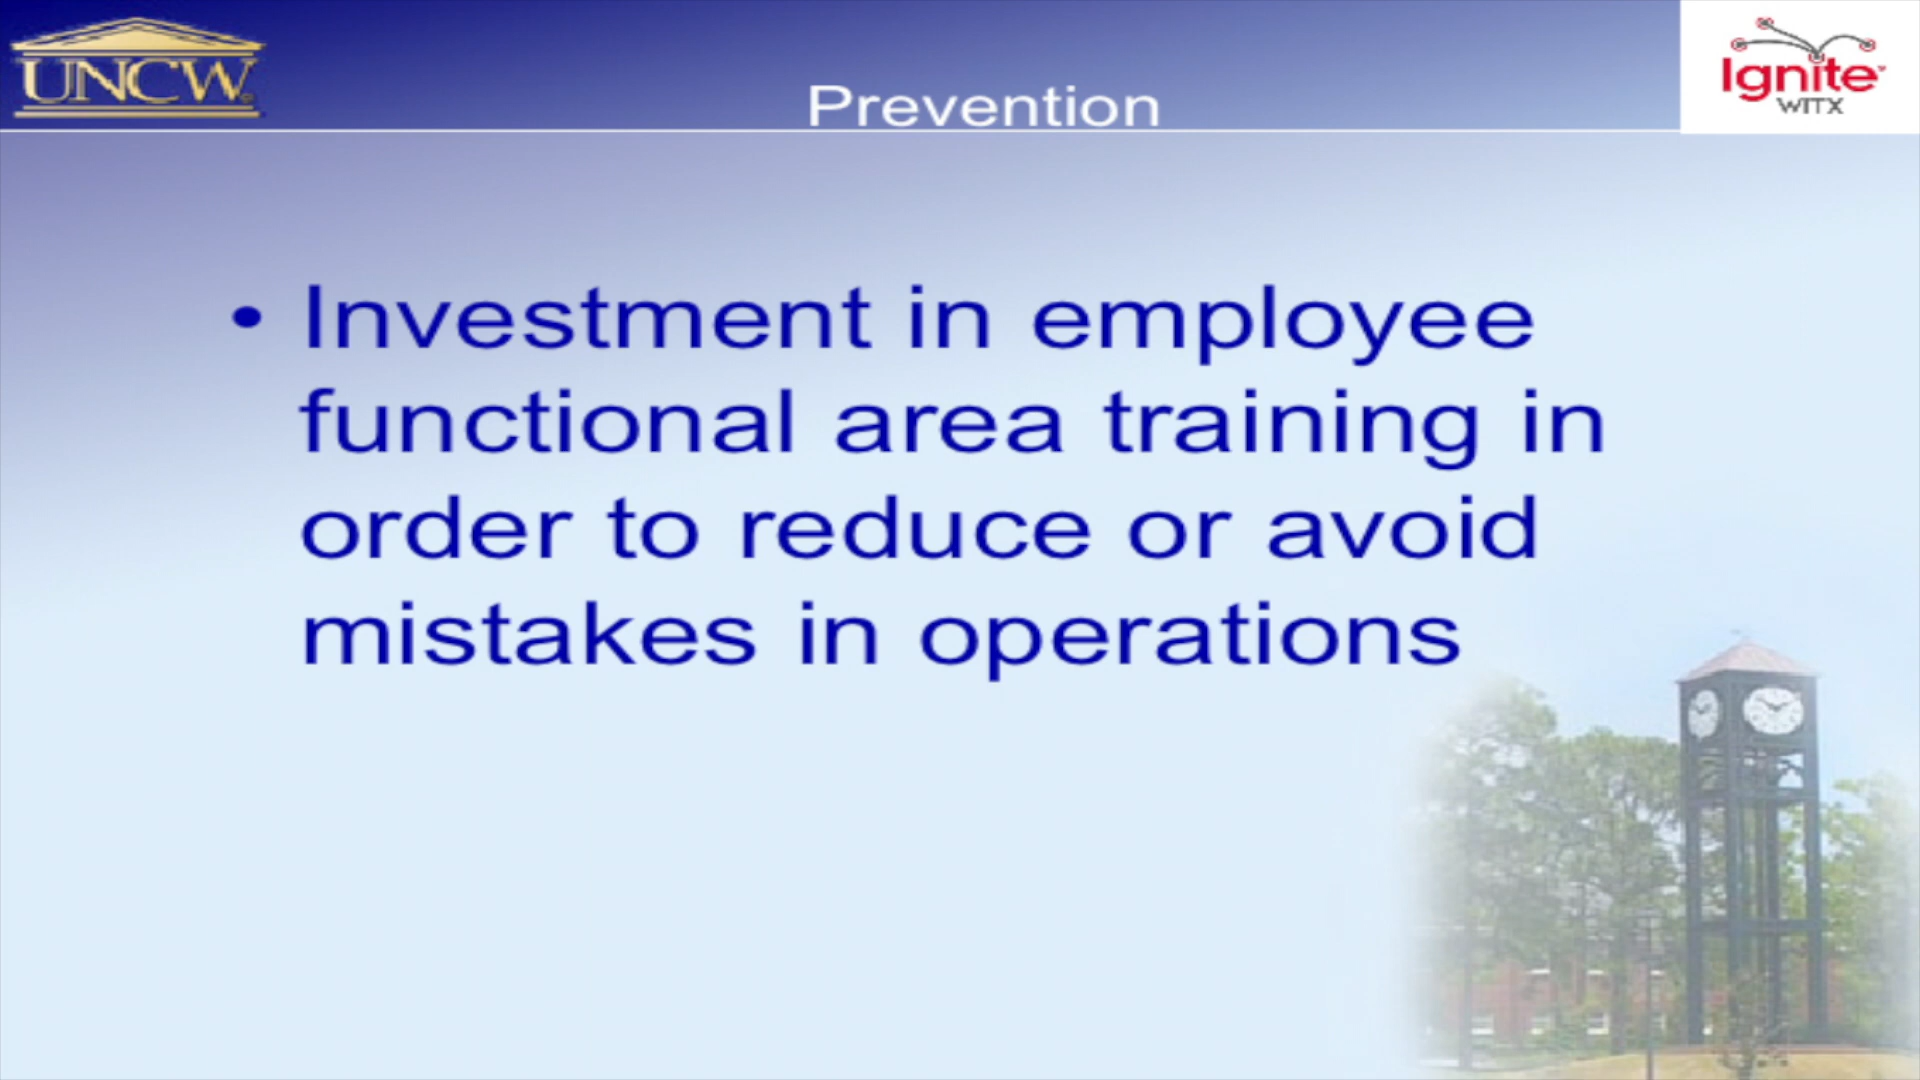 UNCW
Ignite
WITX
Prevention
• Investment in employee
functional area training in
order to reduce or avoid
mistakes in operations